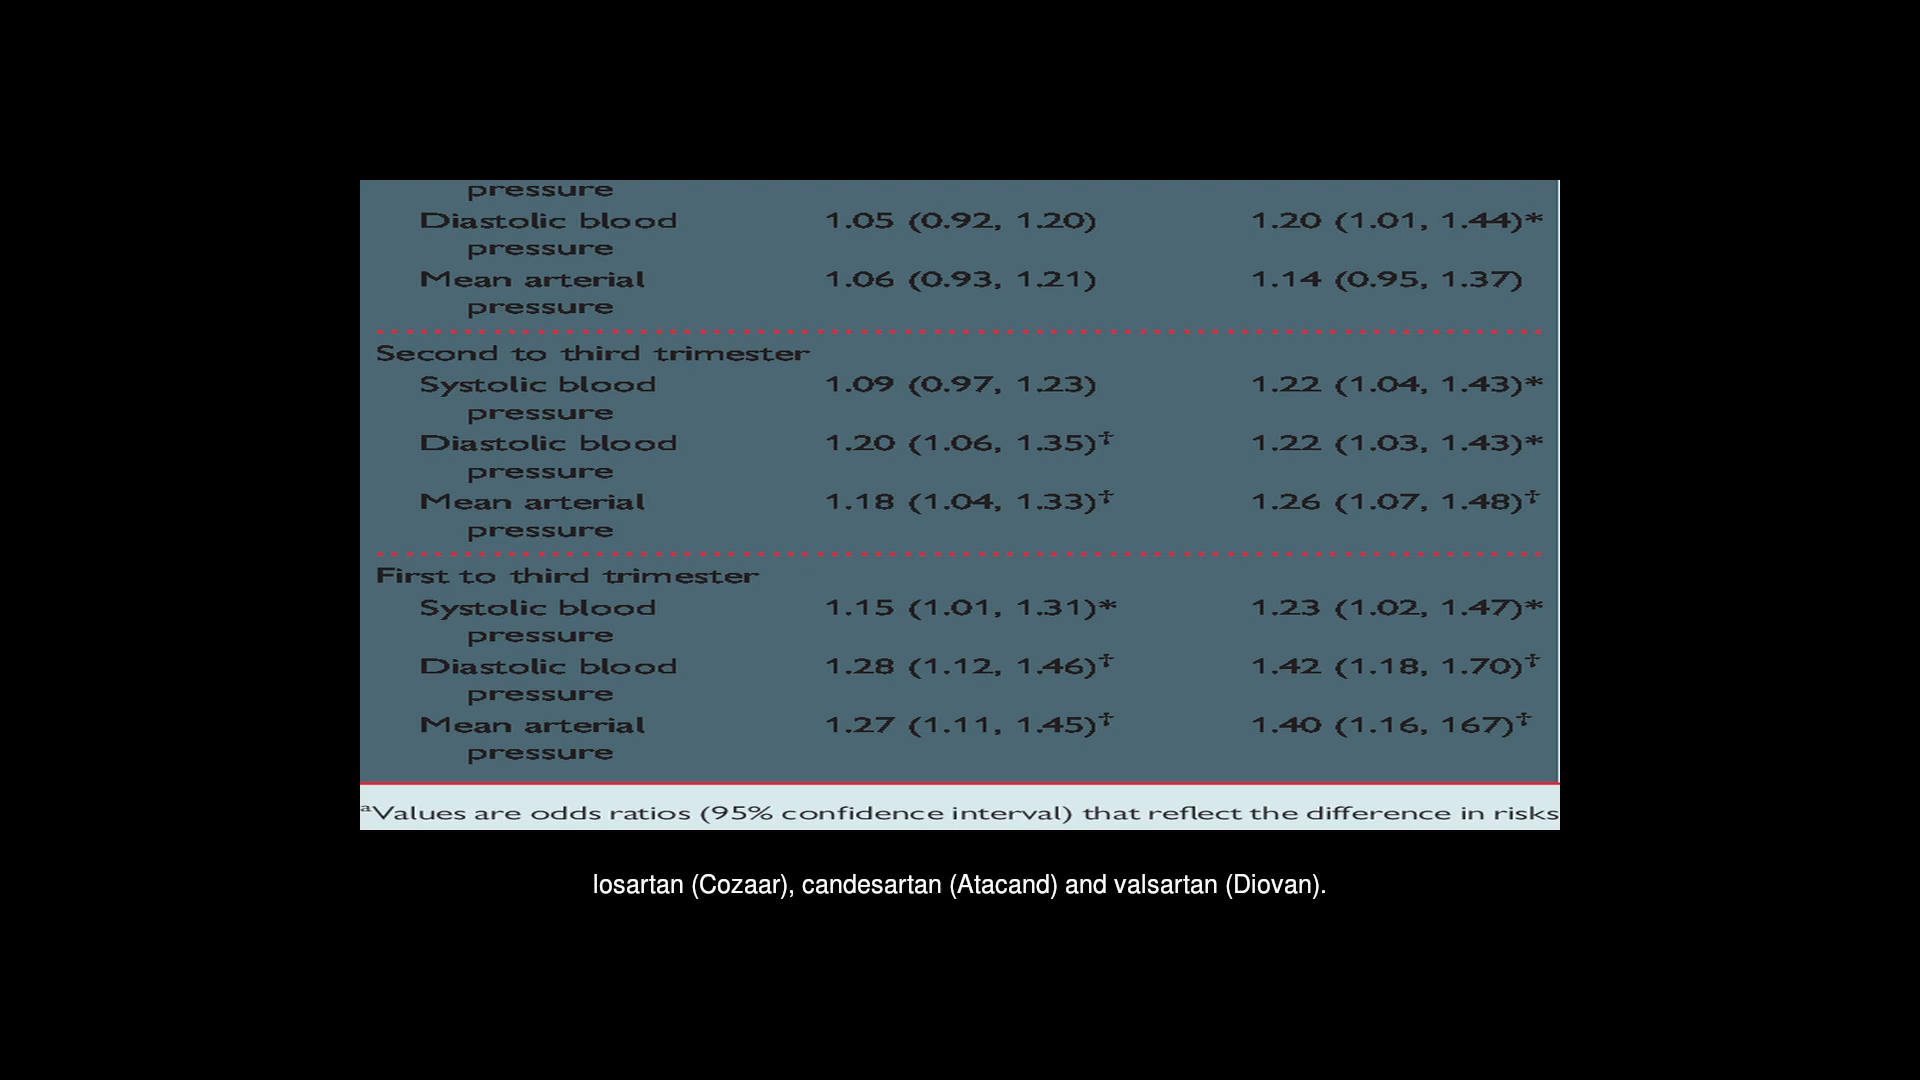 pressure
Diastolic blood 1.05 (0.92, 1.20) 1.20 (1.01, 1.44)*
pressure
Mean arterial 1.06 (0.93, 1.21) 1.14 (0.95, 1.37)
pressure
Second to third trimester
Systolic blood 1.09 (0.97, 1.23) 1.22 (1.04, 1.43)*
pressure
Diastolic blood 1.20 (1.06, 1.35)† 1.22 (1.03, 1.43)*
pressure
Mean arterial 1.18 (1.04, 1.33)† 1.26 (1.07, 1.48)†
pressure
First to third trimester
Systolic blood 1.15 (1.01, 1.31)* 1.23 (1.02, 1.47)*
pressure
Diastolic blood 1.28 (1.12, 1.46)† 1.42 (1.18, 1.70)†
pressure
Mean arterial 1.27 (1.11, 1.45)† 1.40 (1.16, 167)†
pressure
ᵃValues are odds ratios (95% confidence interval) that reflect the difference in risks
losartan (Cozaar), candesartan (Atacand) and valsartan (Diovan).